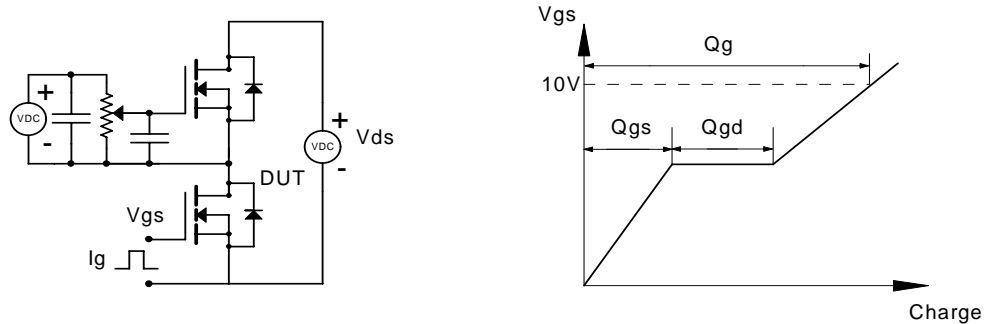 +
VDC
-
+
VDC
-
Vds
DUT
Vgs
Ig
Vgs
Qg
10V
Qgs
Qgd
Charge